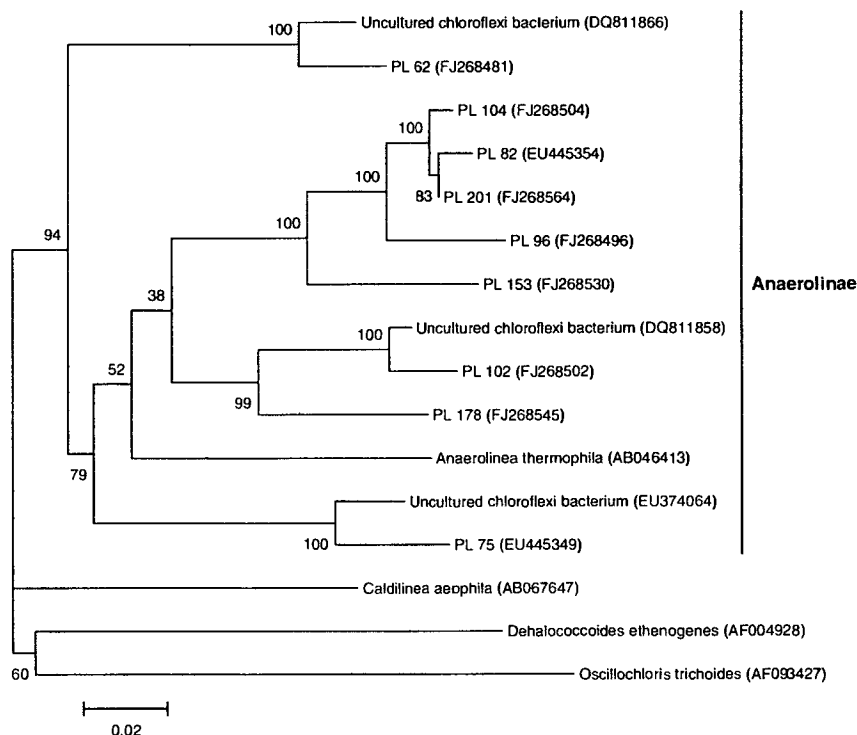 100
Uncultured chloroflexi bacterium (DQ811866)
PL 62 (FJ268481)
PL 104 (FJ268504)
100
PL 82 (EU445354)
100
83
PL 201 (FJ268564)
100
PL 96 (FJ268496)
94
PL 153 (FJ268530)
Anaerolinae
38
Uncultured chloroflexi bacterium (DQ811858)
100
PL 102 (FJ268502)
52
99
PL 178 (FJ268545)
Anaerolinea thermophila (AB046413)
79
Uncultured chloroflexi bacterium (EU374064)
100
PL 75 (EU445349)
Caldilinea aeophila (AB067647)
Dehalococcoides ethenogenes (AF004928)
60
Oscillochloris trichoides (AF093427)
0.02